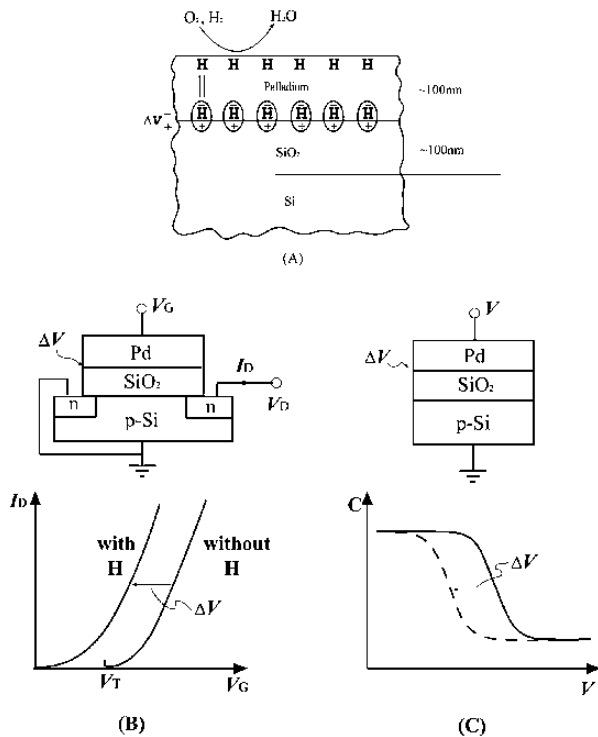 O₂, H₂ H₂O
H H H H H H
Palladium ~100nm
ΔV - +
H H H H H H
+ + + + + +
SiO₂ ~100nm
Si
(A)
V_G
ΔV
Pd
I_D
SiO₂
n n V_D
p-Si
V
ΔV
Pd
SiO₂
p-Si
I_D
with without
H H
ΔV
V_T V_G
(B)
C
ΔV
V
(C)